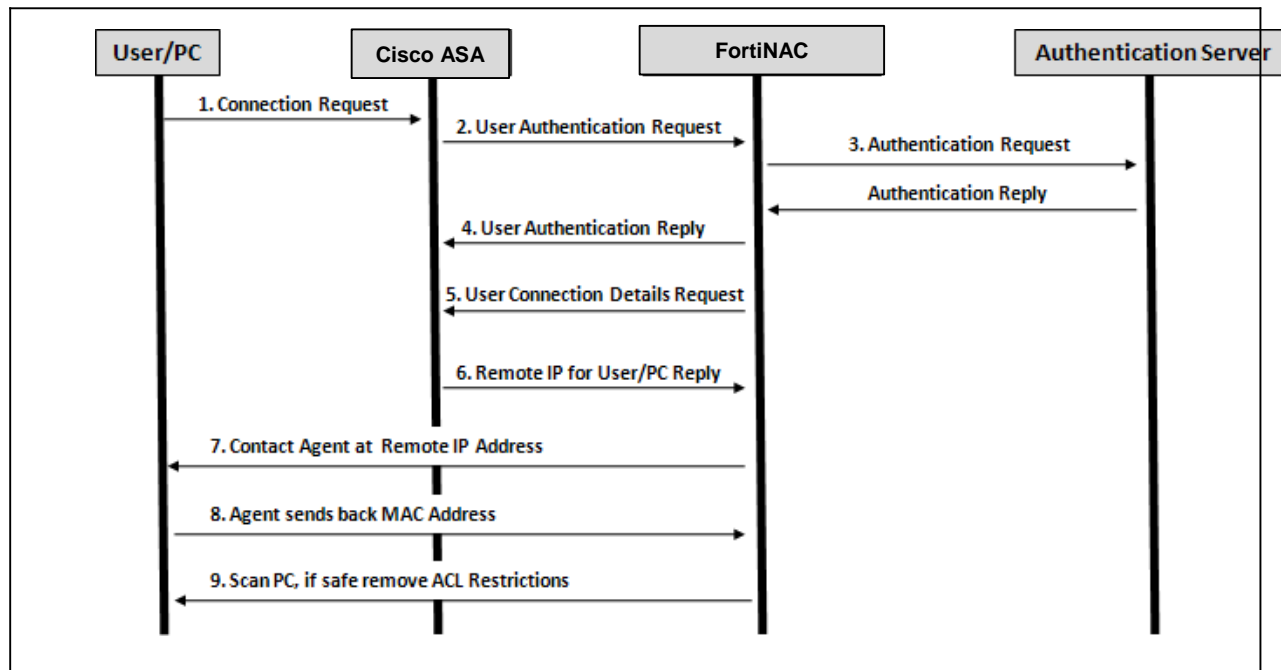 User/PC
Cisco ASA
FortiNAC
Authentication Server
1. Connection Request
2. User Authentication Request
3. Authentication Request
Authentication Reply
4. User Authentication Reply
5. User Connection Details Request
6. Remote IP for User/PC Reply
7. Contact Agent at Remote IP Address
8. Agent sends back MAC Address
9. Scan PC, if safe remove ACL Restrictions